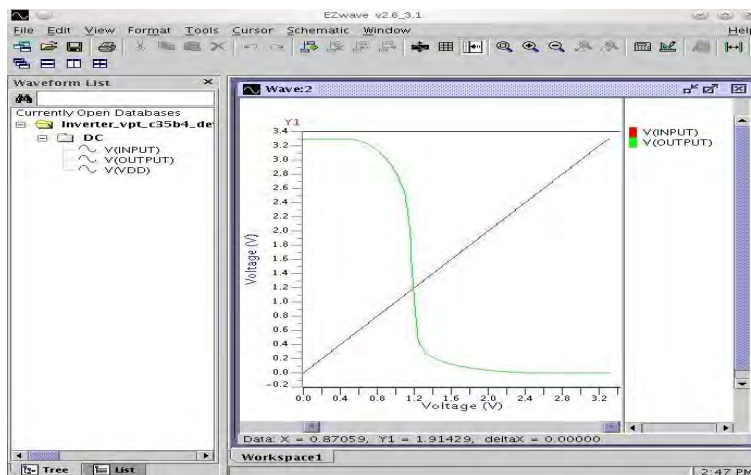 EZwave v2.6_3.1
File Edit View Format Tools Cursor Schematic Window Help
Waveform List ×
Currently Open Databases
Inverter_vpt_c35b4_de
DC
V(INPUT)
V(OUTPUT)
V(VDD)
Wave:2
Y1
3.4
3.2
3.0
2.8
2.6
2.4
2.2
2.0
1.8
1.6
1.4
1.2
1.0
0.8
0.6
0.4
0.2
0.0
-0.2
Voltage (V)
0.0 0.4 0.8 1.2 1.6 2.0 2.4 2.8 3.2
Voltage (V)
V(INPUT)
V(OUTPUT)
Data: X = 0.87059, Y1 = 1.91429, deltaX = 0.00000
Workspace1
Tree List
2:47 PM